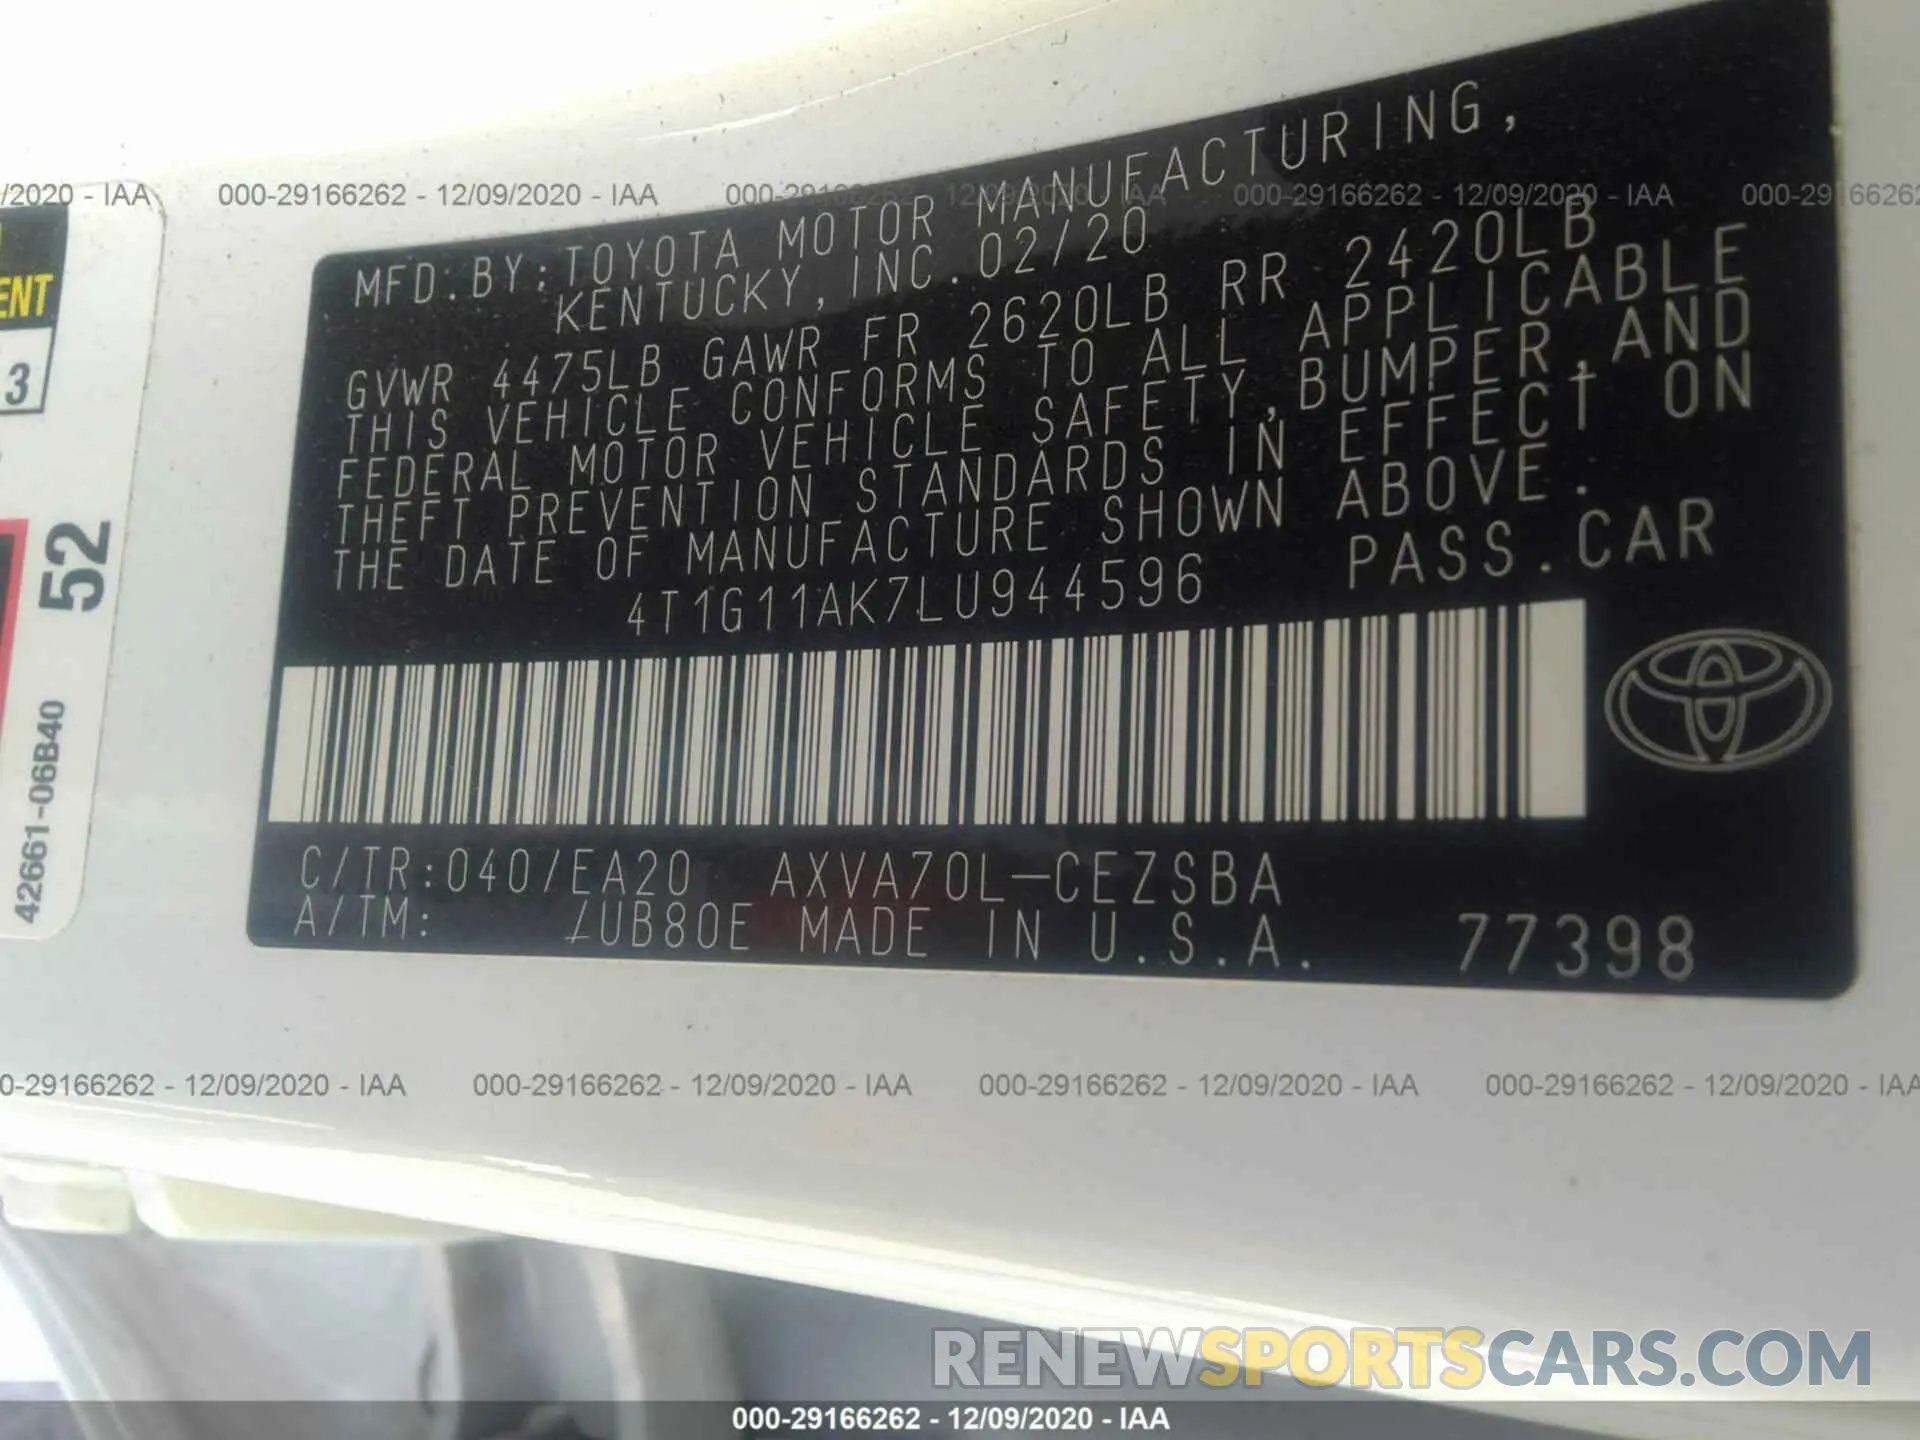 /2020 - IAA 000-29166262 - 12/09/2020 - IAA 000-29166262 - 12/09/2020 - IAA 000-29166262 - 12/09/2020 - IAA 000-29166262
MFD. BY: TOYOTA MOTOR MANUFACTURING,
KENTUCKY, INC. 02/20
GVWR 4475LB GAWR FR 2620LB RR 2420LB
THIS VEHICLE CONFORMS TO ALL APPLICABLE
FEDERAL MOTOR VEHICLE SAFETY, BUMPER, AND
THEFT PREVENTION STANDARDS IN EFFECT ON
THE DATE OF MANUFACTURE SHOWN ABOVE.
4T1G11AK7LU944596 PASS. CAR
C/TR:040/EA20 AXVA70L-CEZSBA
A/TM: /UB80E MADE IN U.S.A. 77398
ENT
3
52
42661-06B40
0-29166262 - 12/09/2020 - IAA 000-29166262 - 12/09/2020 - IAA 000-29166262 - 12/09/2020 - IAA 000-29166262 - 12/09/2020 - IAA
RENEWSPORTSCARS.COM
000-29166262 - 12/09/2020 - IAA